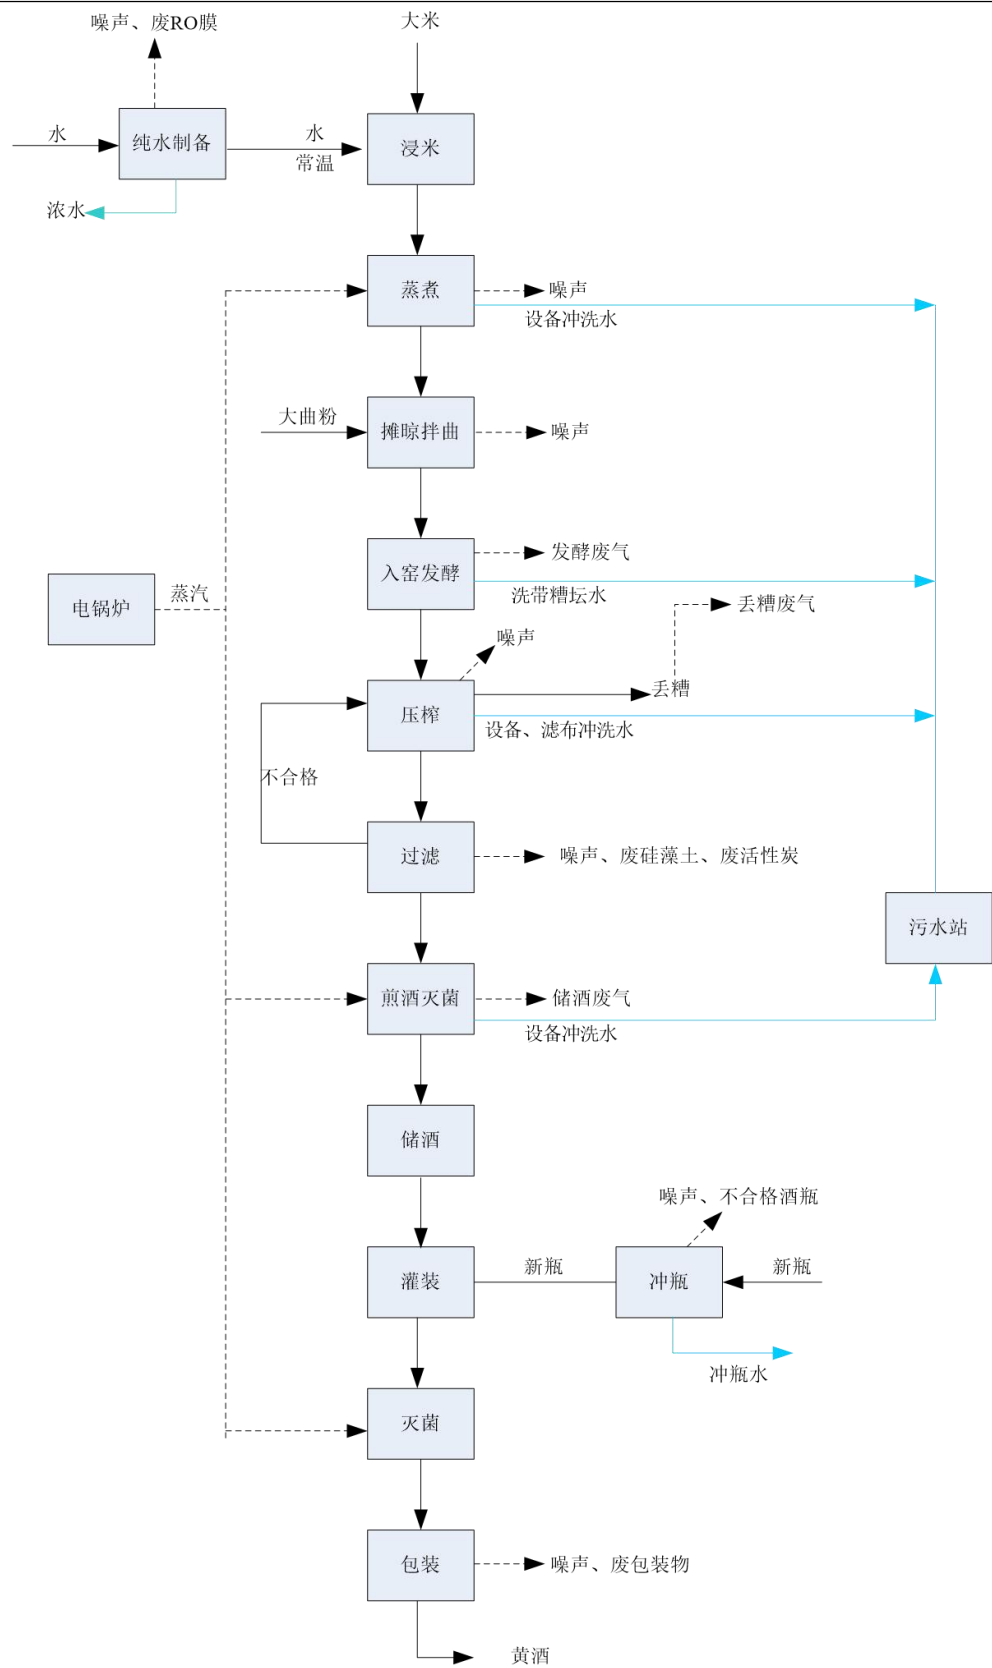 噪声、废RO膜
大米
水
纯水制备
水
常温
浸米
浓水
蒸煮
噪声
设备冲洗水
大曲粉
摊晾拌曲
噪声
入窑发酵
发酵废气
洗带糟坛水
电锅炉
蒸汽
丢糟废气
噪声
丢糟
压榨
设备、滤布冲洗水
不合格
过滤
噪声、废硅藻土、废活性炭
污水站
煎酒灭菌
储酒废气
设备冲洗水
储酒
噪声、不合格酒瓶
灌装
新瓶
冲瓶
新瓶
冲瓶水
灭菌
包装
噪声、废包装物
黄酒